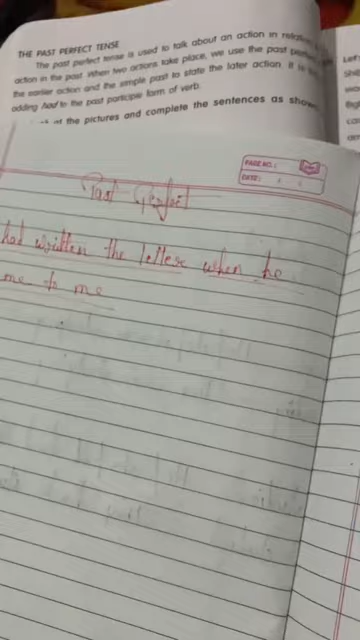 THE PAST PERFECT TENSE
The past perfect tense is used to talk about an action in relation
action in the past. When two actions take place, we use the past
the earlier action and the simple past to state the later action. It is
adding had to the past participle form of verb.
at the pictures and complete the sentences as shown
PAGE NO.:
DATE: / /
Past Perfect
had written the letter when he
me to me